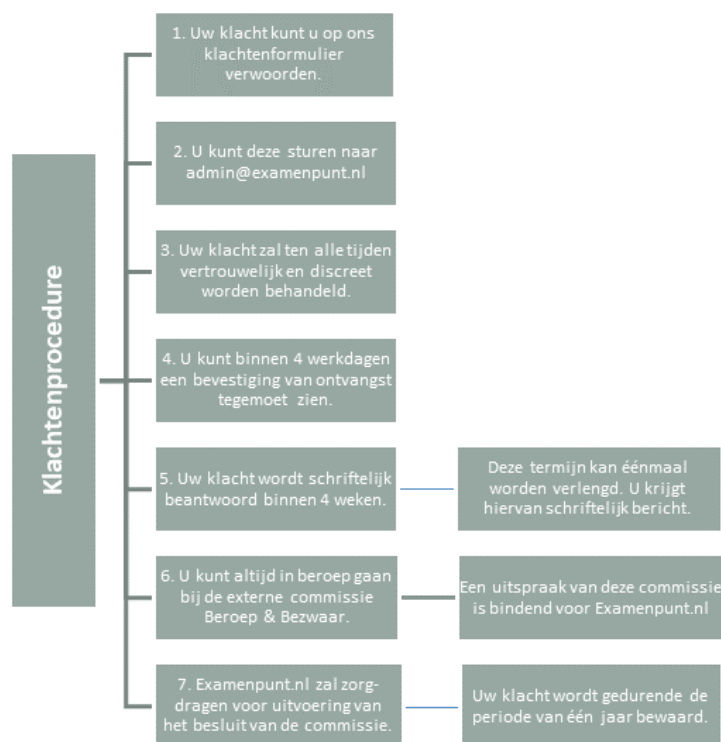 Klachtenprocedure
1. Uw klacht kunt u op ons
klachtenformulier
verwoorden.
2. U kunt deze sturen naar
admin@examenpunt.nl
3. Uw klacht zal ten alle tijden
vertrouwelijk en discreet
worden behandeld.
4. U kunt binnen 4 werkdagen
een bevestiging van ontvangst
tegemoet zien.
5. Uw klacht wordt schriftelijk
beantwoord binnen 4 weken.
Deze termijn kan éénmaal
worden verlengd. U krijgt
hiervan schriftelijk bericht.
6. U kunt altijd in beroep gaan
bij de externe commissie
Beroep & Bezwaar.
Een uitspraak van deze commissie
is bindend voor Examenpunt.nl
7. Examenpunt.nl zal zorg-
dragen voor uitvoering van
het besluit van de commissie.
Uw klacht wordt gedurende de
periode van één jaar bewaard.